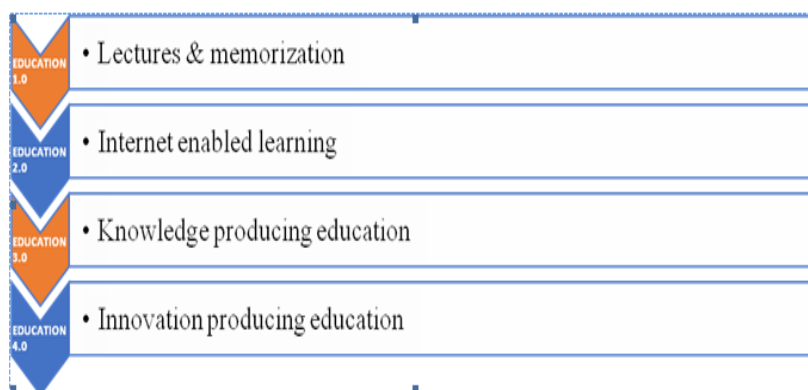 EDUCATION
1.0
• Lectures & memorization
EDUCATION
2.0
• Internet enabled learning
EDUCATION
3.0
• Knowledge producing education
EDUCATION
4.0
• Innovation producing education